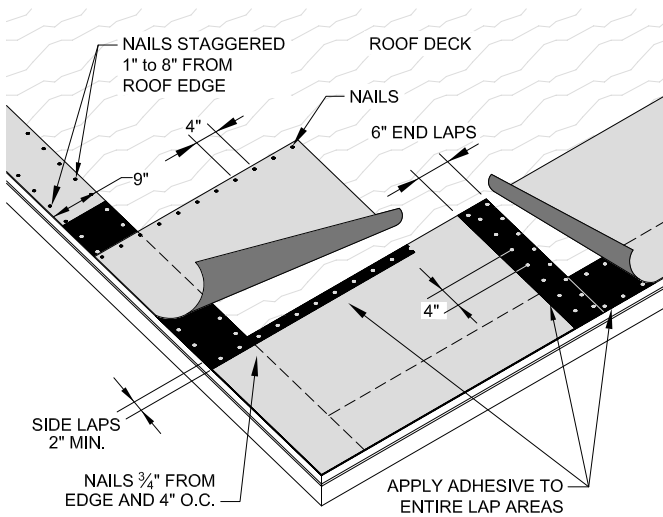 NAILS STAGGERED
1" to 8" FROM
ROOF EDGE
ROOF DECK
NAILS
4"
6" END LAPS
9"
4"
SIDE LAPS
2" MIN.
NAILS ¾" FROM
EDGE AND 4" O.C.
APPLY ADHESIVE TO
ENTIRE LAP AREAS